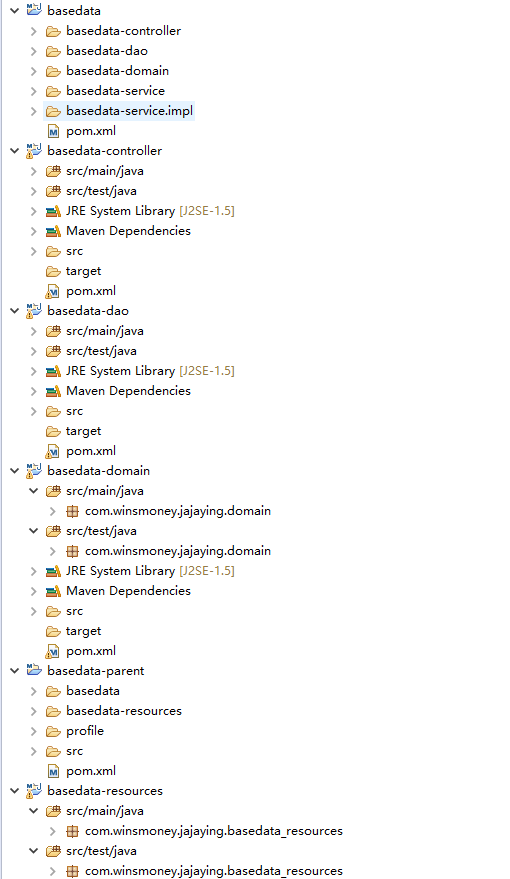 basedata
basedata-controller
basedata-dao
basedata-domain
basedata-service
basedata-service.impl
pom.xml
basedata-controller
src/main/java
src/test/java
JRE System Library [J2SE-1.5]
Maven Dependencies
src
target
pom.xml
basedata-dao
src/main/java
src/test/java
JRE System Library [J2SE-1.5]
Maven Dependencies
src
target
pom.xml
basedata-domain
src/main/java
com.winsmoney.jajaying.domain
src/test/java
com.winsmoney.jajaying.domain
JRE System Library [J2SE-1.5]
Maven Dependencies
src
target
pom.xml
basedata-parent
basedata
basedata-resources
profile
src
pom.xml
basedata-resources
src/main/java
com.winsmoney.jajaying.basedata_resources
src/test/java
com.winsmoney.jajaying.basedata_resources